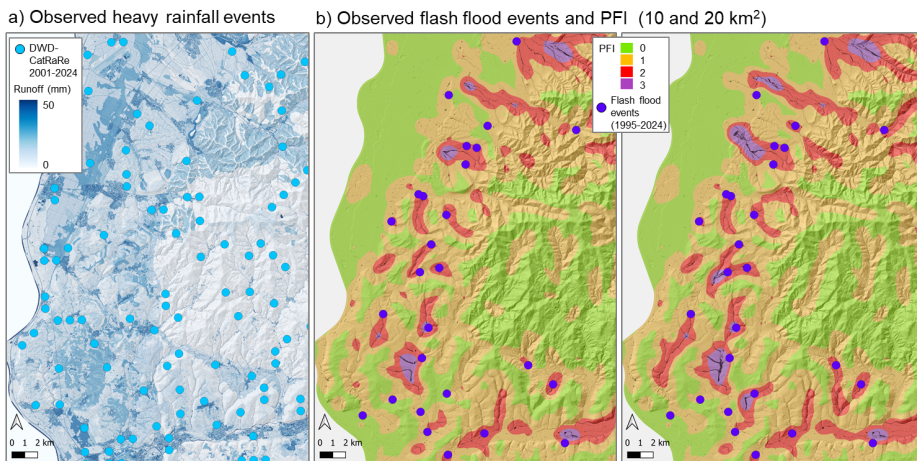 a) Observed heavy rainfall events
b) Observed flash flood events and PFI (10 and 20 km²)
DWD-
CatRaRe
2001-2024
Runoff (mm)
50
0
0 1 2 km
PFI
0
1
2
3
Flash flood
events
(1995-2024)
0 1 2 km
0 1 2 km